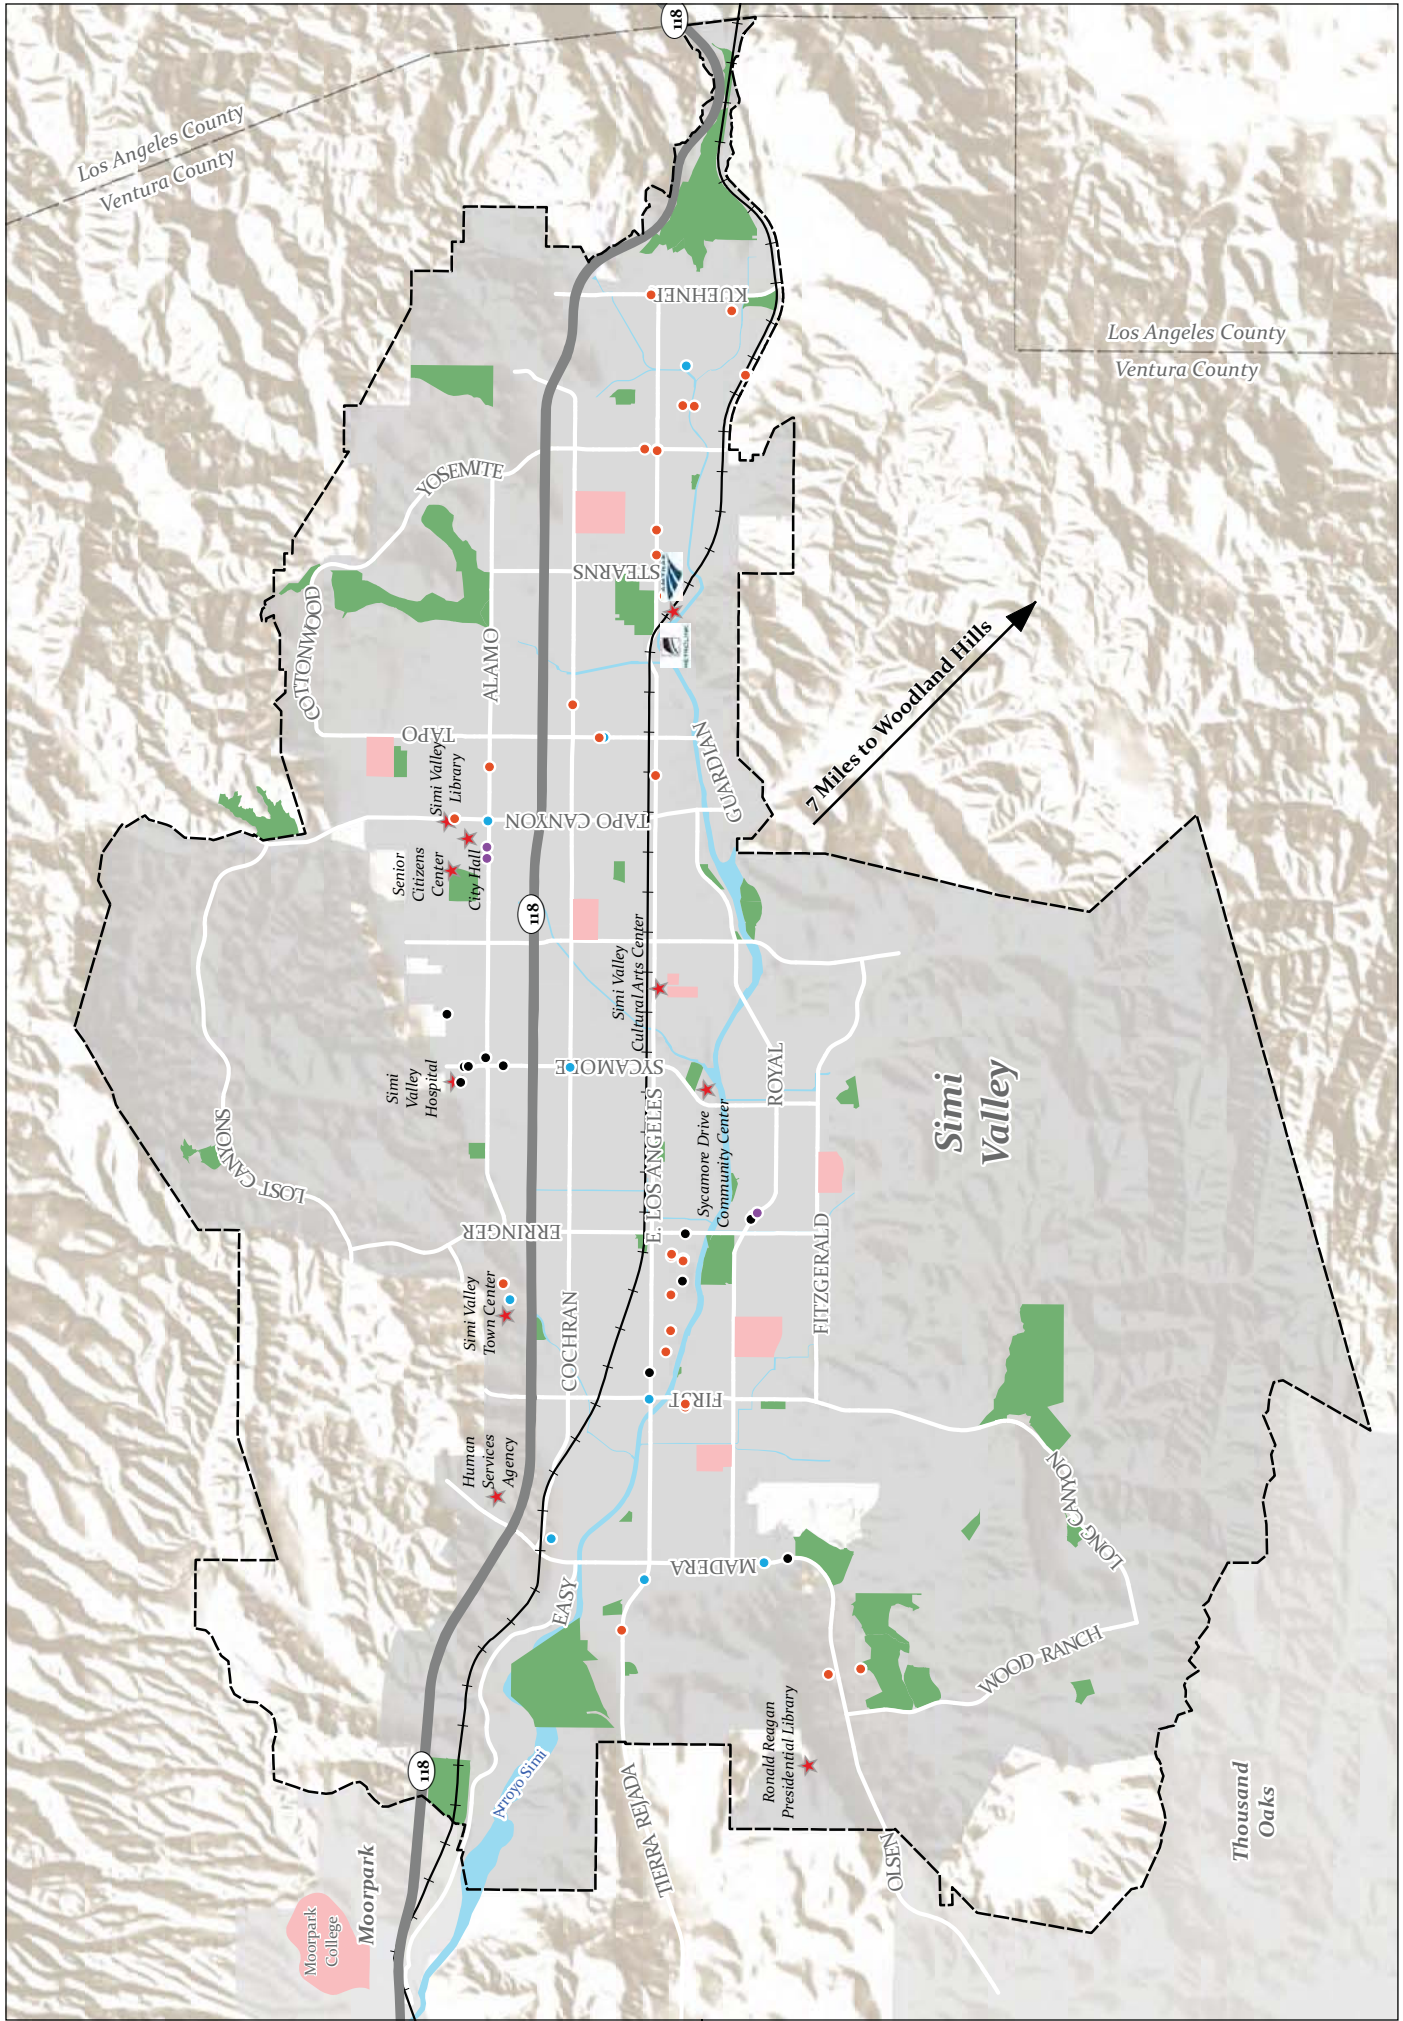 118
Los Angeles County
Ventura County
KUEHNER
Los Angeles County
Ventura County
YOSEMITE
STEARNS
COTTONWOOD
ALAMO
METROLINK
7 Miles to Woodland Hills
TAPO
GUARDIAN
Simi Valley
Library
TAPO CANYON
Senior
Citizens
Center
City Hall
118
Simi Valley
Cultural Arts Center
SYCAMORE
Simi
Valley
Hospital
ROYAL
Simi
Valley
LOST CANYONS
E. LOS ANGELES
Sycamore Drive
Community Center
ERRINGER
FITZGERALD
Simi Valley
Town Center
COCHRAN
FIRST
Human
Services
Agency
LONG CANYON
MADERA
EASY
WOOD RANCH
Ronald Reagan
Presidential Library
118
Arroyo Simi
TIERRA REJADA
OLSEN
Thousand
Oaks
Moorpark
Moorpark
College